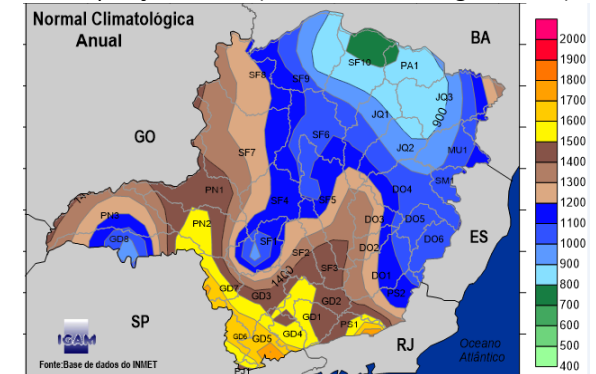 Normal Climatológica
Anual
BA
GO
ES
SP
RJ
Oceano
Atlântico
SF10
PA1
SF8
SF9
JQ3
900
JQ1
SF6
JQ2
MU1
SF7
SM1
PN1
DO4
SF4
SF5
PN3
PN2
DO3
DO5
GD8
SF1
DO6
SF2
DO2
SF3
1400
DO1
GD7
GD3
PS2
GD2
GD1
PS1
GD4
GD6
GD5
IGAM
Fonte:Base de dados do INMET
2000
1900
1800
1700
1600
1500
1400
1300
1200
1100
1000
900
800
700
600
500
400